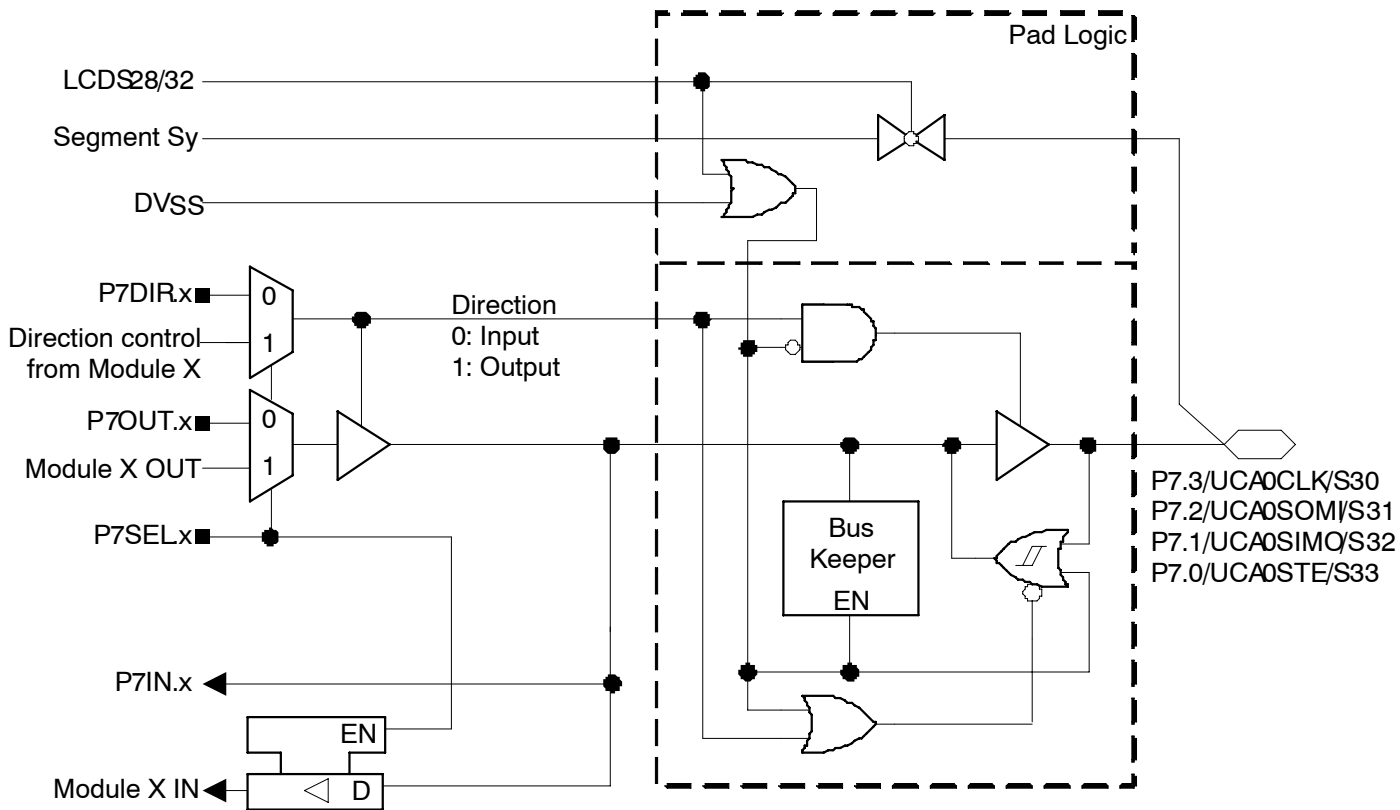 Pad Logic
LCDS28/32
Segment Sy
DVSS
P7DIR.x
0
1
Direction control
from Module X
Direction
0: Input
1: Output
P7OUT.x
0
1
Module X OUT
P7SEL.x
Bus
Keeper
EN
P7.3/UCA0CLK/S30
P7.2/UCA0SOMI/S31
P7.1/UCA0SIMO/S32
P7.0/UCA0STE/S33
P7IN.x
EN
Module X IN
D